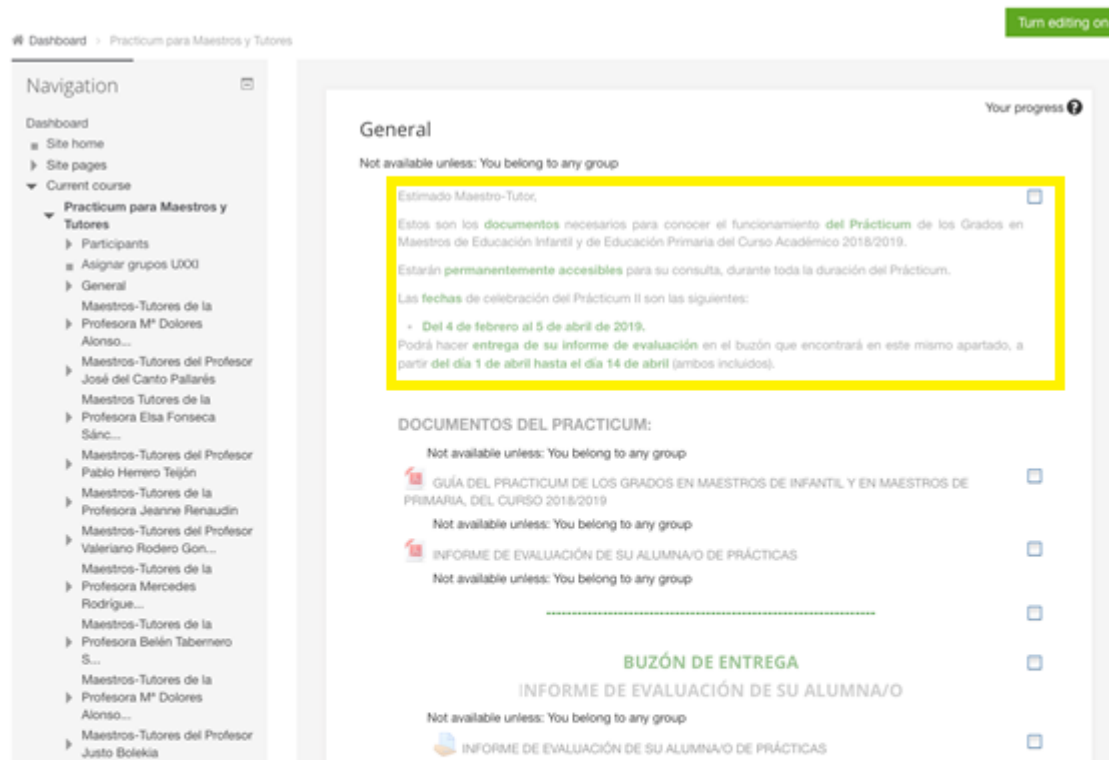 Turn editing on
Dashboard > Practicum para Maestros y Tutores
Navigation
Dashboard
Site home
Site pages
Current course
Practicum para Maestros y
Tutores
Participants
Asignar grupos UXXI
General
Maestros-Tutores de la
Profesora Mª Dolores
Alonso...
Maestros-Tutores del Profesor
José del Canto Pallarés
Maestros Tutores de la
Profesora Elsa Fonseca
Sánc...
Maestros-Tutores del Profesor
Pablo Herrero Teijón
Maestros-Tutores de la
Profesora Jeanne Renaudin
Maestros-Tutores del Profesor
Valeriano Rodero Gon...
Maestros-Tutores de la
Profesora Mercedes
Rodrígue...
Maestros-Tutores de la
Profesora Belén Tabernero
S...
Maestros-Tutores de la
Profesora Mª Dolores
Alonso...
Maestros-Tutores del Profesor
Justo Bolekia
Your progress
General
Not available unless: You belong to any group
Estimado Maestro-Tutor,
Estos son los documentos necesarios para conocer el funcionamiento del Prácticum de los Grados en
Maestros de Educación Infantil y de Educación Primaria del Curso Académico 2018/2019.
Estarán permanentemente accesibles para su consulta, durante toda la duración del Prácticum.
Las fechas de celebración del Prácticum II son las siguientes:
Del 4 de febrero al 5 de abril de 2019.
Podrá hacer entrega de su informe de evaluación en el buzón que encontrará en este mismo apartado, a
partir del día 1 de abril hasta el día 14 de abril (ambos incluidos).
DOCUMENTOS DEL PRACTICUM:
Not available unless: You belong to any group
GUÍA DEL PRACTICUM DE LOS GRADOS EN MAESTROS DE INFANTIL Y EN MAESTROS DE
PRIMARIA, DEL CURSO 2018/2019
Not available unless: You belong to any group
INFORME DE EVALUACIÓN DE SU ALUMNA/O DE PRÁCTICAS
Not available unless: You belong to any group
BUZÓN DE ENTREGA
INFORME DE EVALUACIÓN DE SU ALUMNA/O
Not available unless: You belong to any group
INFORME DE EVALUACIÓN DE SU ALUMNA/O DE PRÁCTICAS